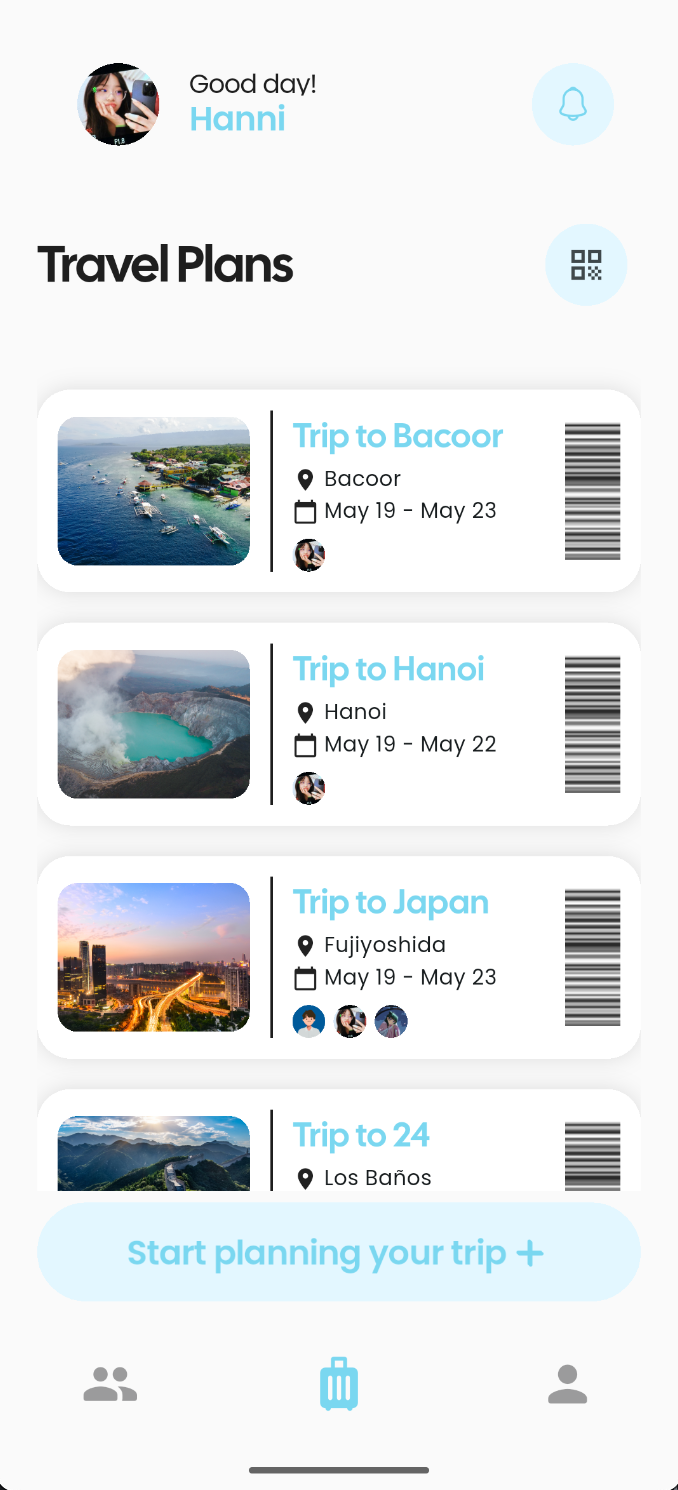 Good day!
Hanni
Travel Plans
Trip to Bacoor
Bacoor
May 19 - May 23
Trip to Hanoi
Hanoi
May 19 - May 22
Trip to Japan
Fujiyoshida
May 19 - May 23
Trip to 24
Los Baños
Start planning your trip +